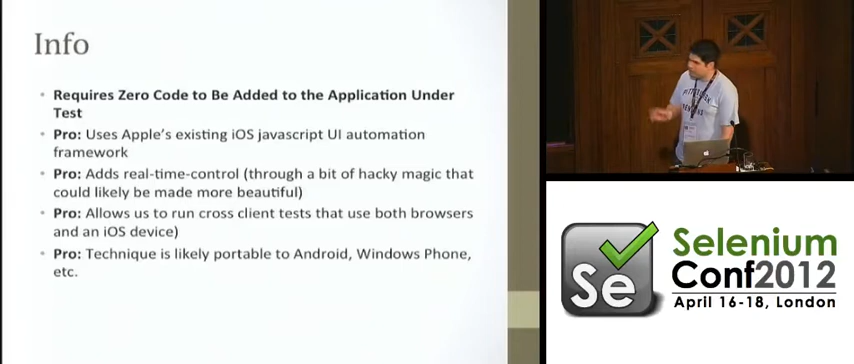 Info
Requires Zero Code to Be Added to the Application Under
Test
Pro: Uses Apple's existing iOS javascript UI automation
framework
Pro: Adds real-time-control (through a bit of hacky magic that
could likely be made more beautiful)
Pro: Allows us to run cross client tests that use both browsers
and an iOS device)
Pro: Technique is likely portable to Android, Windows Phone,
etc.
Se
Selenium
Conf2012
April 16-18, London